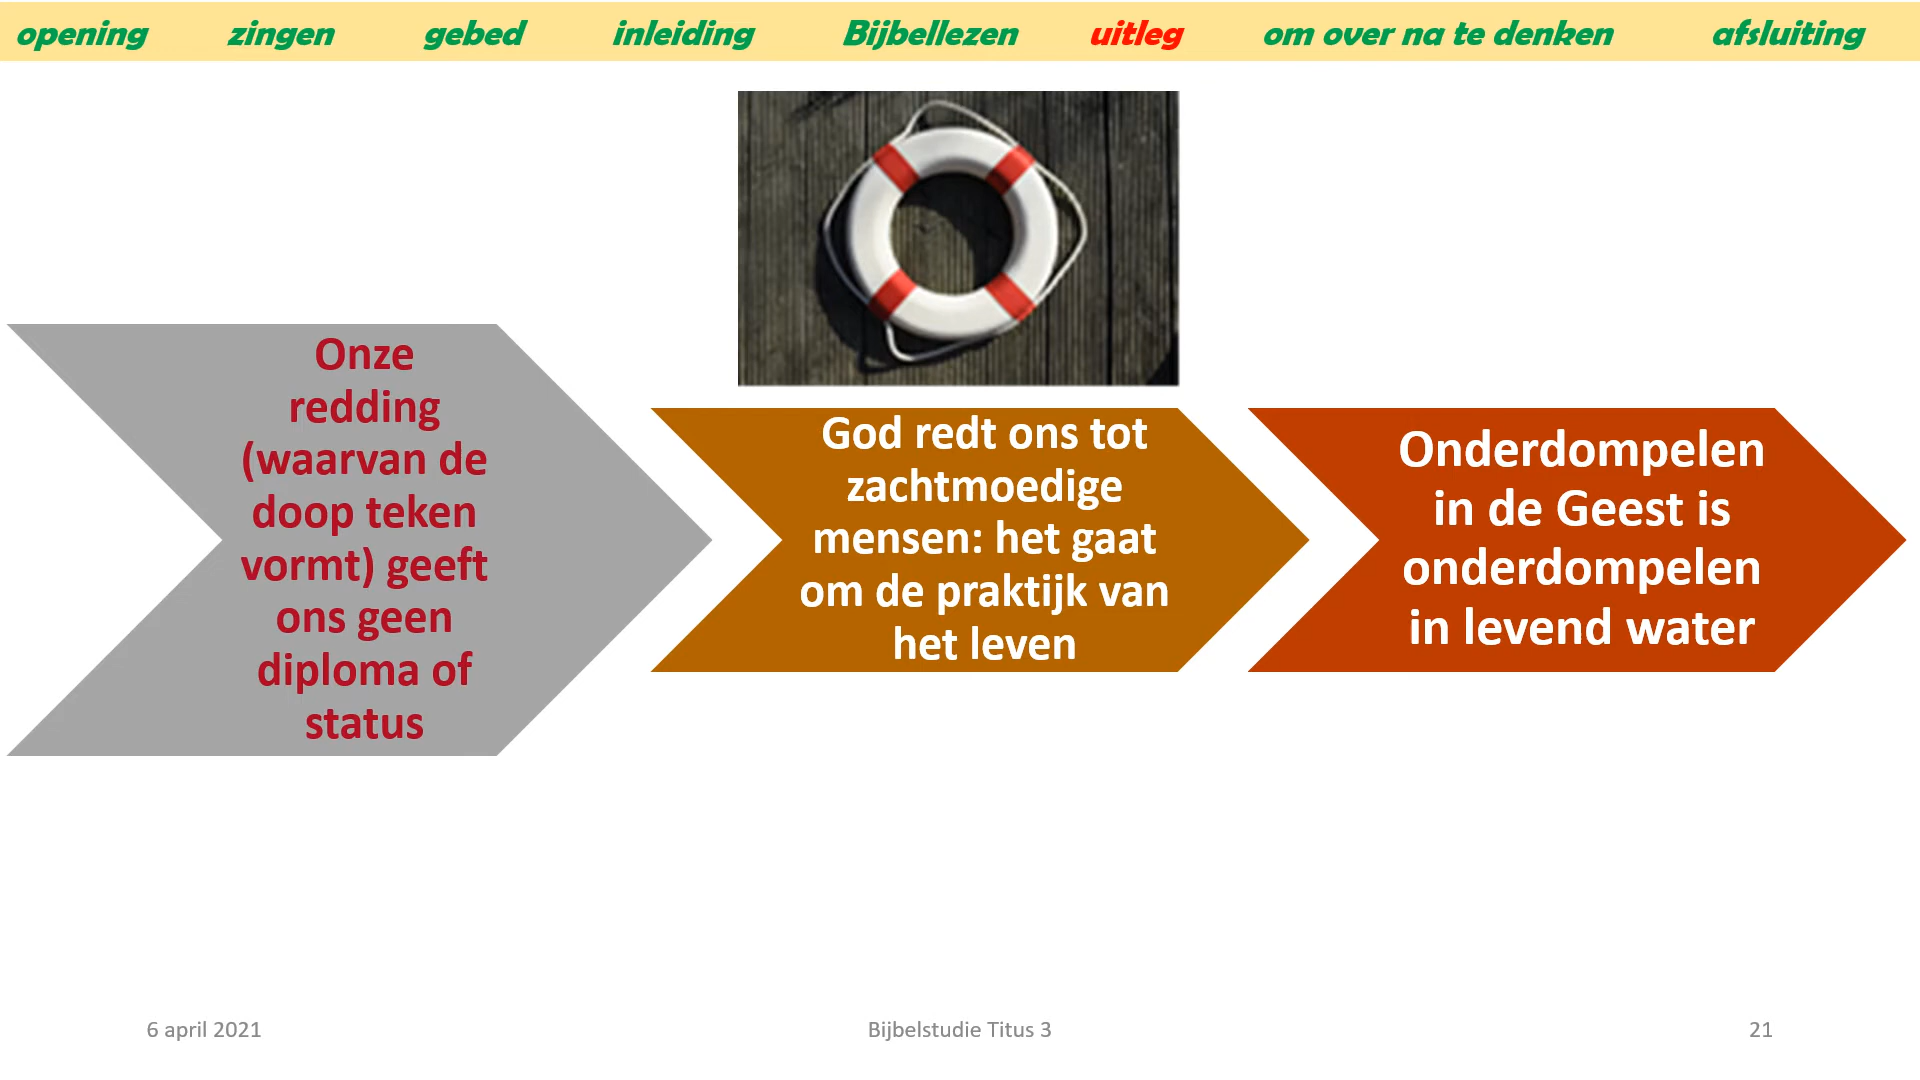 opening zingen gebed inleiding Bijbellezen uitleg om over na te denken afsluiting
Onze
redding
(waarvan de
doop teken
vormt) geeft
ons geen
diploma of
status
God redt ons tot
zachtmoedige
mensen: het gaat
om de praktijk van
het leven
Onderdompelen
in de Geest is
onderdompelen
in levend water
6 april 2021
Bijbelstudie Titus 3
21